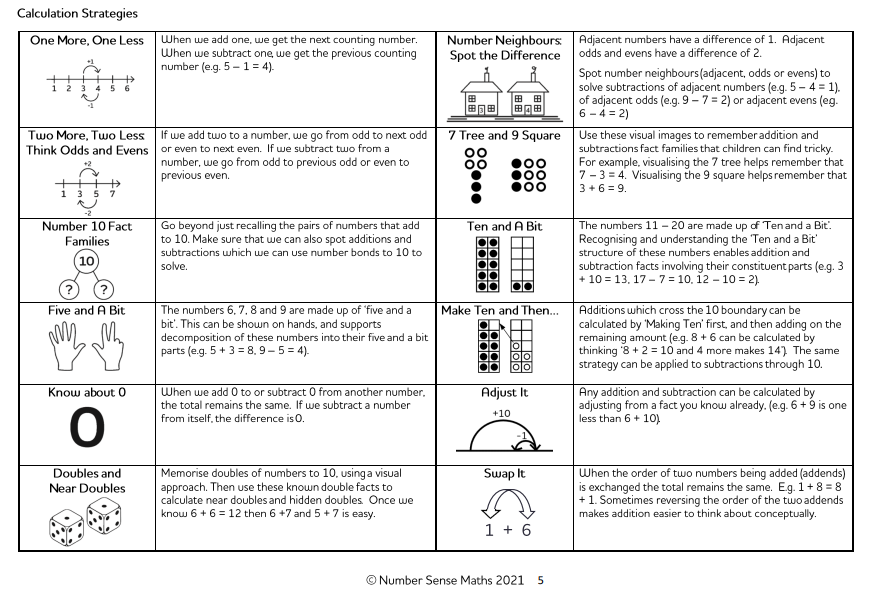 Calculation Strategies
One More, One Less
+1
1 2 3 4 5 6
-1
When we add one, we get the next counting number.
When we subtract one, we get the previous counting
number (e.g. 5 – 1 = 4).
Number Neighbours:
Spot the Difference
3 4
Adjacent numbers have a difference of 1. Adjacent
odds and evens have a difference of 2.
Spot number neighbours (adjacent, odds or evens) to
solve subtractions of adjacent numbers (e.g. 5 – 4 = 1),
of adjacent odds (e.g. 9 – 7 = 2) or adjacent evens (e.g.
6 – 4 = 2)
Two More, Two Less:
Think Odds and Evens
+2
1 3 5 7
-2
If we add two to a number, we go from odd to next odd
or even to next even. If we subtract two from a
number, we go from odd to previous odd or even to
previous even.
7 Tree and 9 Square
Use these visual images to remember addition and
subtractions fact families that children can find tricky.
For example, visualising the 7 tree helps remember that
7 – 3 = 4. Visualising the 9 square helps remember that
3 + 6 = 9.
Number 10 Fact
Families
10
? ?
Go beyond just recalling the pairs of numbers that add
to 10. Make sure that we can also spot additions and
subtractions which we can use number bonds to 10 to
solve.
Ten and A Bit
The numbers 11 – 20 are made up of 'Ten and a Bit'.
Recognising and understanding the 'Ten and a Bit'
structure of these numbers enables addition and
subtraction facts involving their constituent parts (e.g. 3
+ 10 = 13, 17 – 7 = 10, 12 – 10 = 2).
Five and A Bit
The numbers 6, 7, 8 and 9 are made up of 'five and a
bit'. This can be shown on hands, and supports
decomposition of these numbers into their five and a bit
parts (e.g. 5 + 3 = 8, 9 – 5 = 4).
Make Ten and Then...
Additions which cross the 10 boundary can be
calculated by 'Making Ten' first, and then adding on the
remaining amount (e.g. 8 + 6 can be calculated by
thinking '8 + 2 = 10 and 4 more makes 14'). The same
strategy can be applied to subtractions through 10.
Know about 0
0
When we add 0 to or subtract 0 from another number,
the total remains the same. If we subtract a number
from itself, the difference is 0.
Adjust It
+10
-1
Any addition and subtraction can be calculated by
adjusting from a fact you know already, (e.g. 6 + 9 is one
less than 6 + 10).
Doubles and
Near Doubles
Memorise doubles of numbers to 10, using a visual
approach. Then use these known double facts to
calculate near doubles and hidden doubles. Once we
know 6 + 6 = 12 then 6 +7 and 5 + 7 is easy.
Swap It
1 + 6
When the order of two numbers being added (addends)
is exchanged the total remains the same. E.g. 1 + 8 = 8
+ 1. Sometimes reversing the order of the two addends
makes addition easier to think about conceptually.
© Number Sense Maths 2021 5